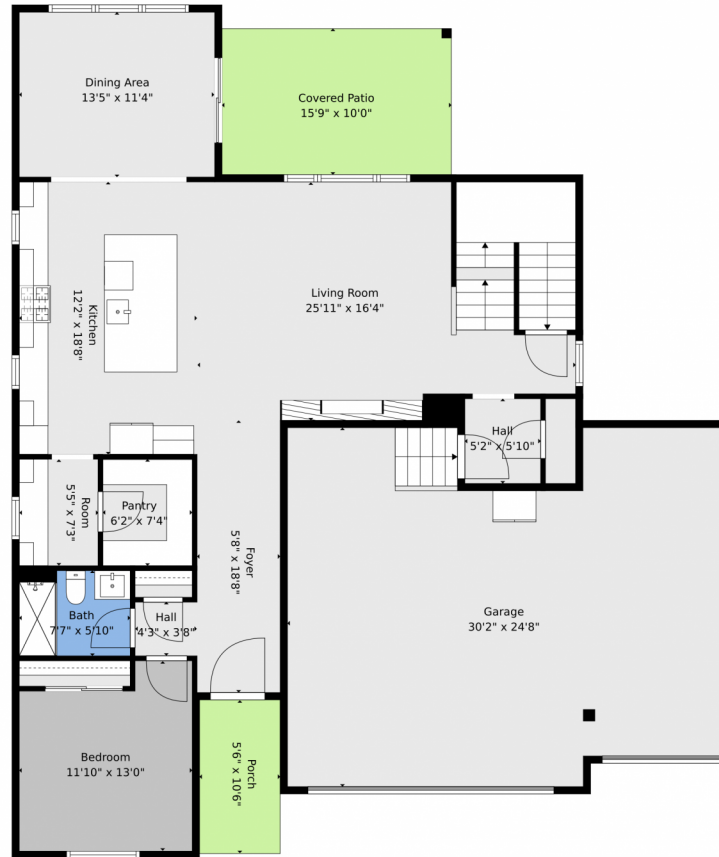 Dining Area
13'5" x 11'4"
Covered Patio
15'9" x 10'0"
Kitchen
12'2" x 18'8"
Living Room
25'11" x 16'4"
Hall
5'2" x 5'10"
Room
5'5" x 7'3"
Pantry
6'2" x 7'4"
Foyer
5'8" x 18'8"
Bath
7'7" x 5'10"
Hall
4'3" x 3'8"
Garage
30'2" x 24'8"
Bedroom
11'10" x 13'0"
Porch
5'6" x 10'6"